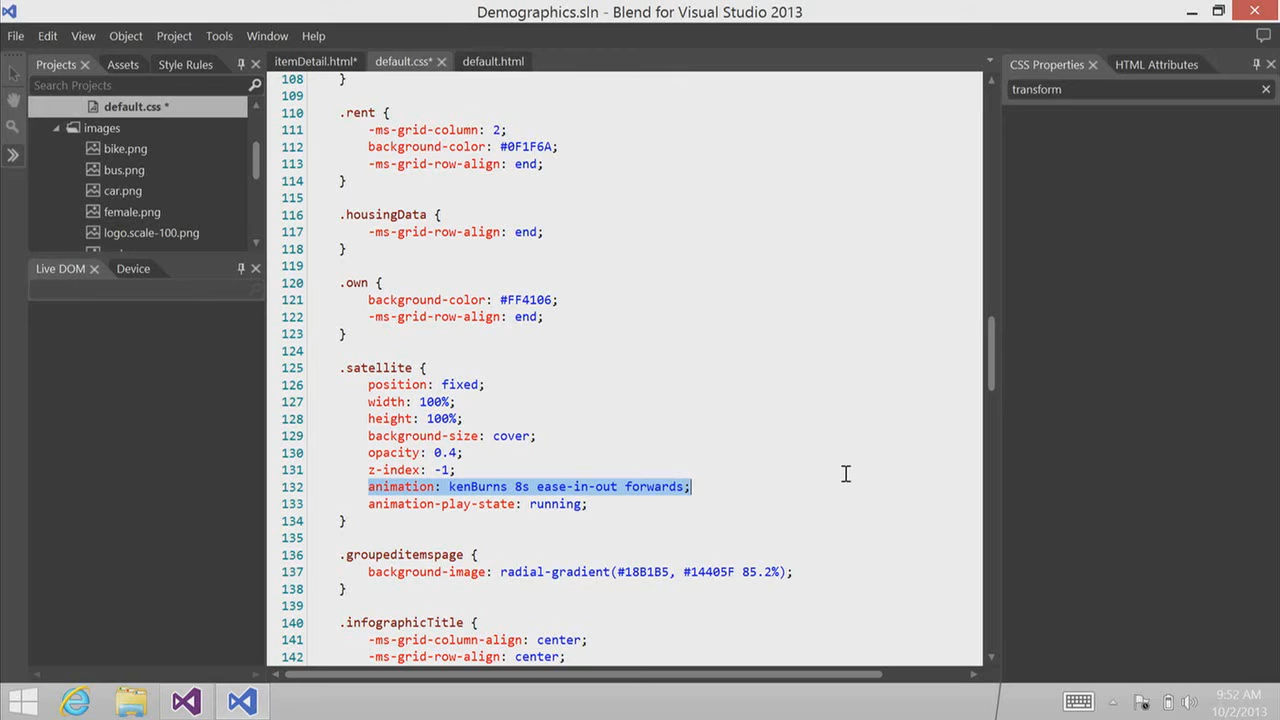 Demographics.sln - Blend for Visual Studio 2013
File Edit View Object Project Tools Window Help
Projects Assets Style Rules
itemDetail.html* default.css* default.html
CSS Properties HTML Attributes
Search Projects
transform
default.css *
images
bike.png
bus.png
car.png
female.png
logo.scale-100.png
Live DOM Device
108 }
109
110 .rent {
111 -ms-grid-column: 2;
112 background-color: #0F1F6A;
113 -ms-grid-row-align: end;
114 }
115
116 .housingData {
117 -ms-grid-row-align: end;
118 }
119
120 .own {
121 background-color: #FF4106;
122 -ms-grid-row-align: end;
123 }
124
125 .satellite {
126 position: fixed;
127 width: 100%;
128 height: 100%;
129 background-size: cover;
130 opacity: 0.4;
131 z-index: -1;
132 animation: kenBurns 8s ease-in-out forwards;
133 animation-play-state: running;
134 }
135
136 .groupeditemspage {
137 background-image: radial-gradient(#18B1B5, #14405F 85.2%);
138 }
139
140 .infographicTitle {
141 -ms-grid-column-align: center;
142 -ms-grid-row-align: center;
9:52 AM
10/2/2013